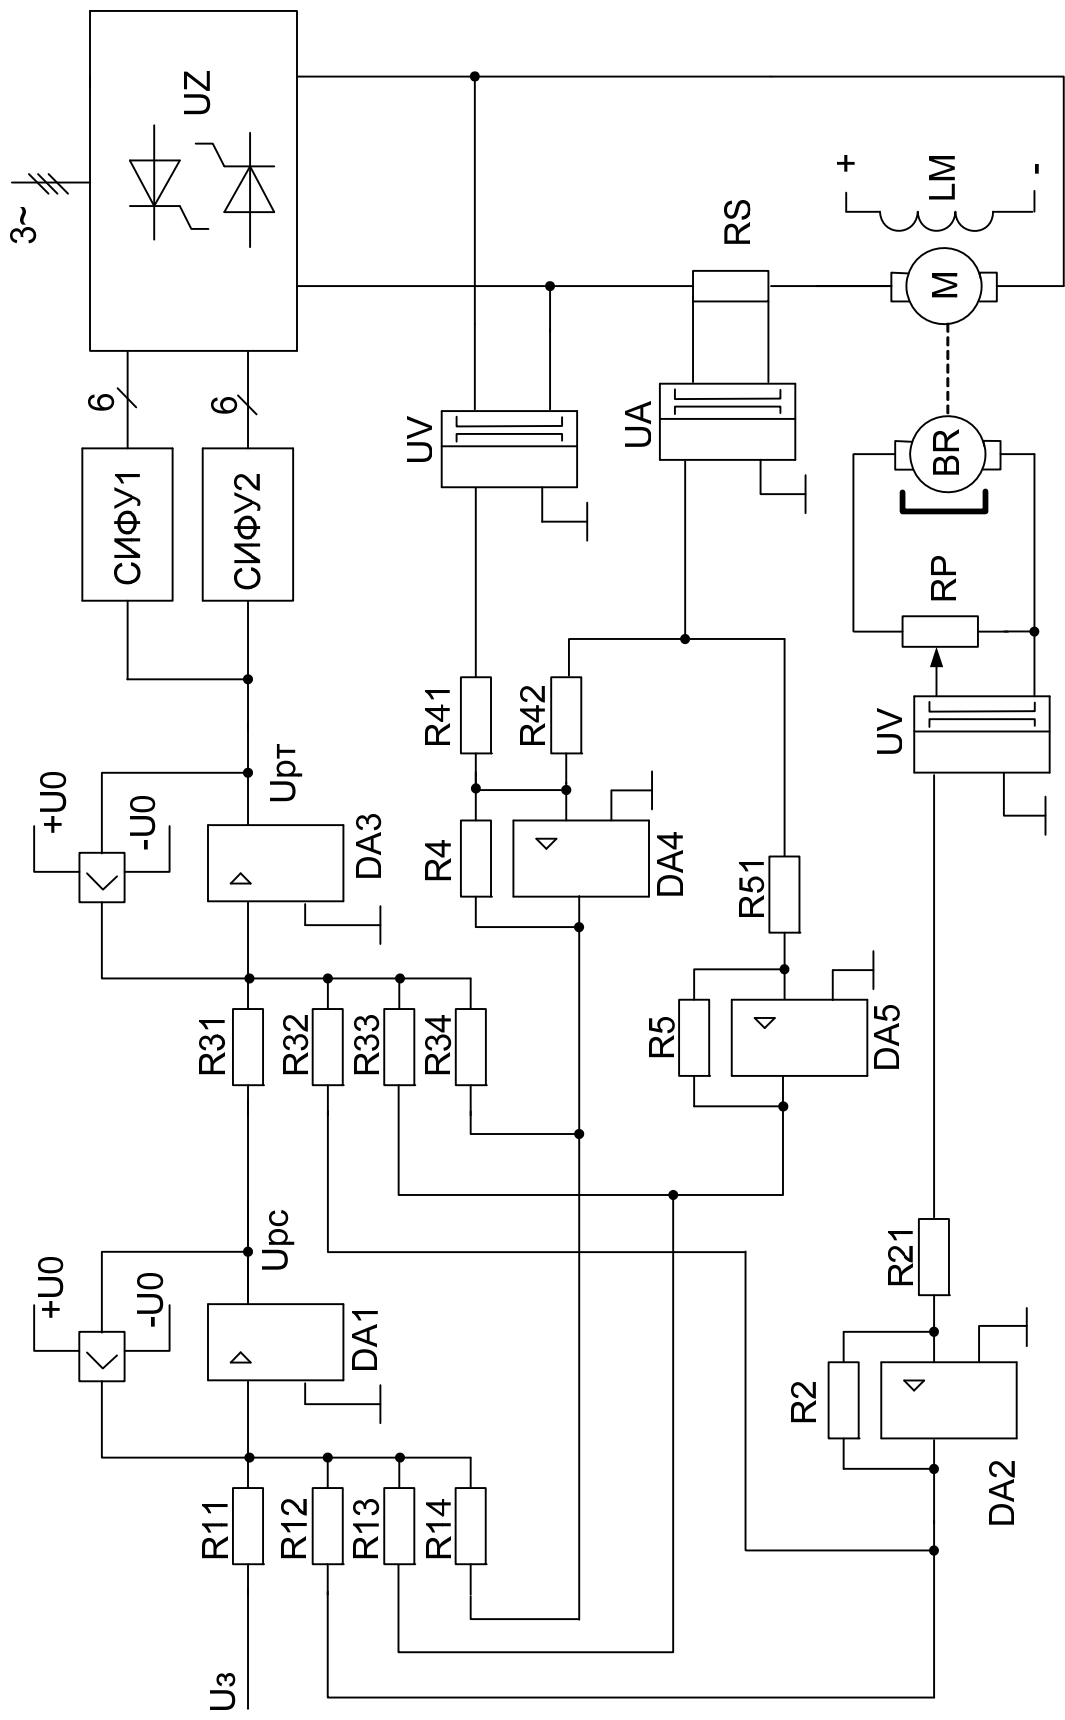 3~
UZ
6
6
СИФУ1
СИФУ2
+U0
-U0
Uрт
DA3
R31
R32
R33
R34
+U0
-U0
Uрс
DA1
R11
R12
R13
R14
Uз
UV
R41
R42
R4
DA4
UA
RS
R51
R5
DA5
+
LM
-
M
BR
RP
UV
R21
R2
DA2